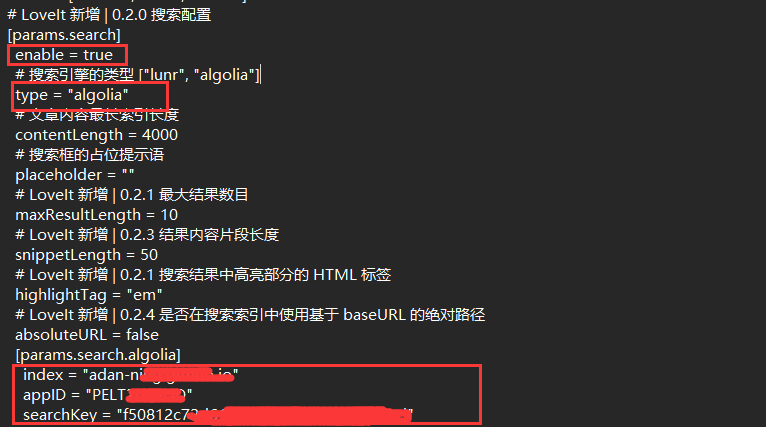 # LoveIt 新增 | 0.2.0 搜索配置
[params.search]
enable = true
# 搜索引擎的类型 ["lunr", "algolia"]
type = "algolia"
# 文章内容最长索引长度
contentLength = 4000
# 搜索框的占位提示语
placeholder = ""
# LoveIt 新增 | 0.2.1 最大结果数目
maxResultLength = 10
# LoveIt 新增 | 0.2.3 结果内容片段长度
snippetLength = 50
# LoveIt 新增 | 0.2.1 搜索结果中高亮部分的 HTML 标签
highlightTag = "em"
# LoveIt 新增 | 0.2.4 是否在搜索索引中使用基于 baseURL 的绝对路径
absoluteURL = false
[params.search.algolia]
index = "adan-
appID = "PELT
searchKey = "f50812c7